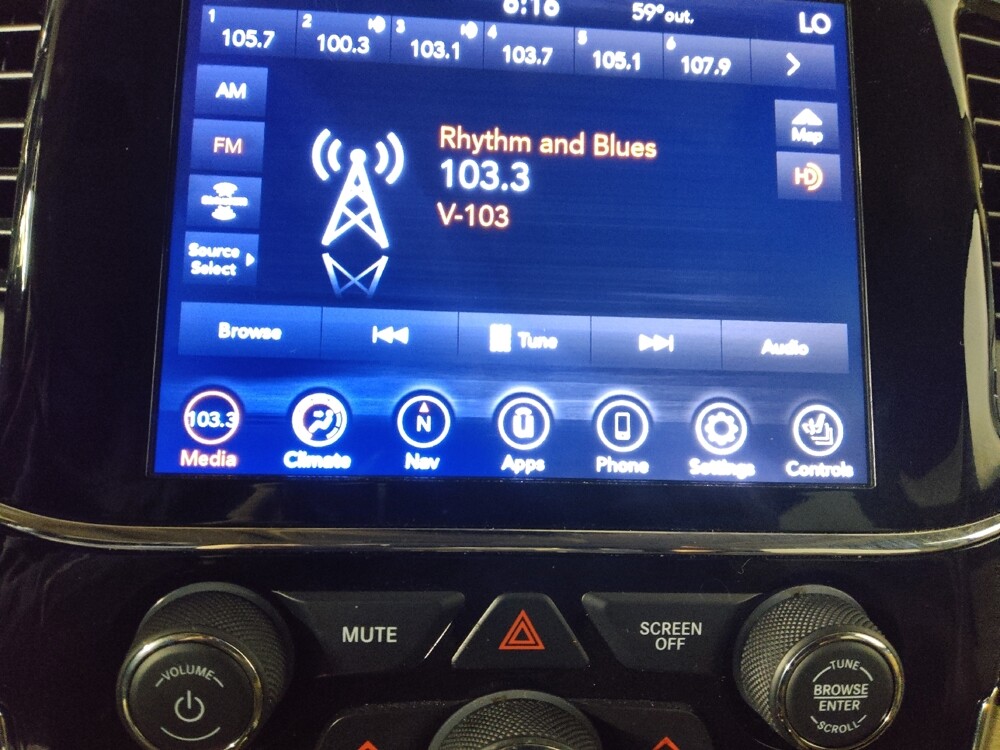 6:16 59° out. LO
1 105.7 2 100.3 3 103.1 4 103.7 5 105.1 6 107.9
AM
FM
Source
Select
Rhythm and Blues
103.3
V-103
Map
HD
Browse Tune Audio
103.3 N u
Media Climate Nav Apps Phone Settings Controls
MUTE
SCREEN
OFF
VOLUME
TUNE
BROWSE
ENTER
SCROLL